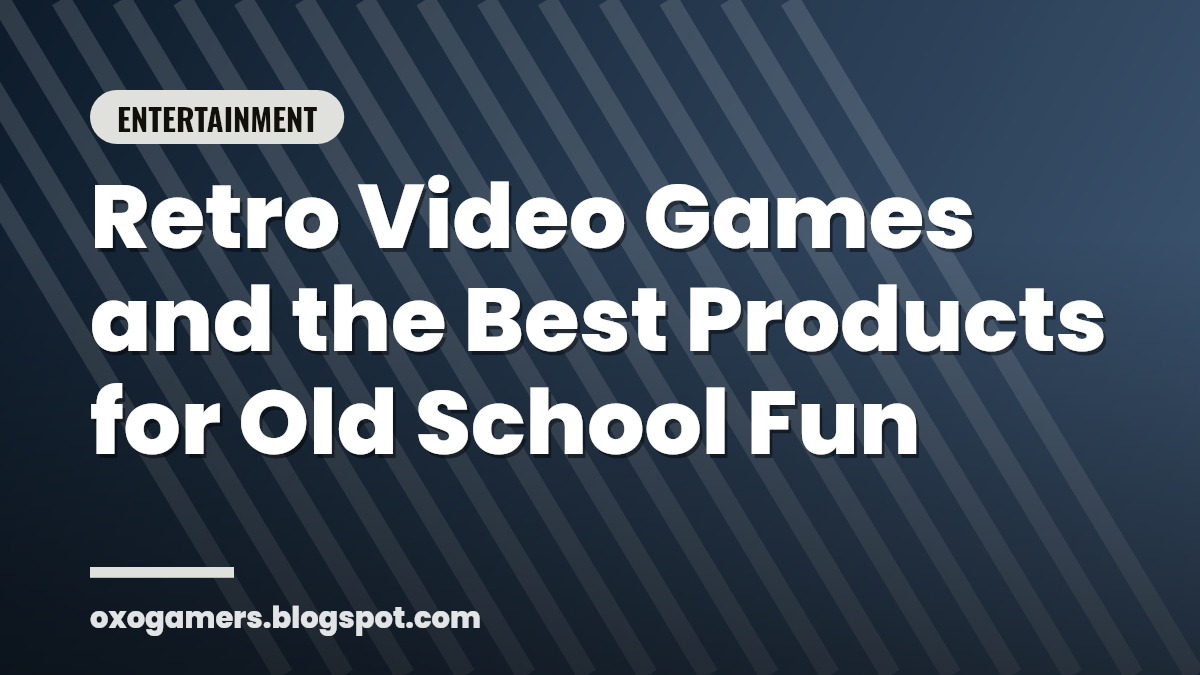 ENTERTAINMENT
Retro Video Games
and the Best Products
for Old School Fun
oxogamers.blogspot.com